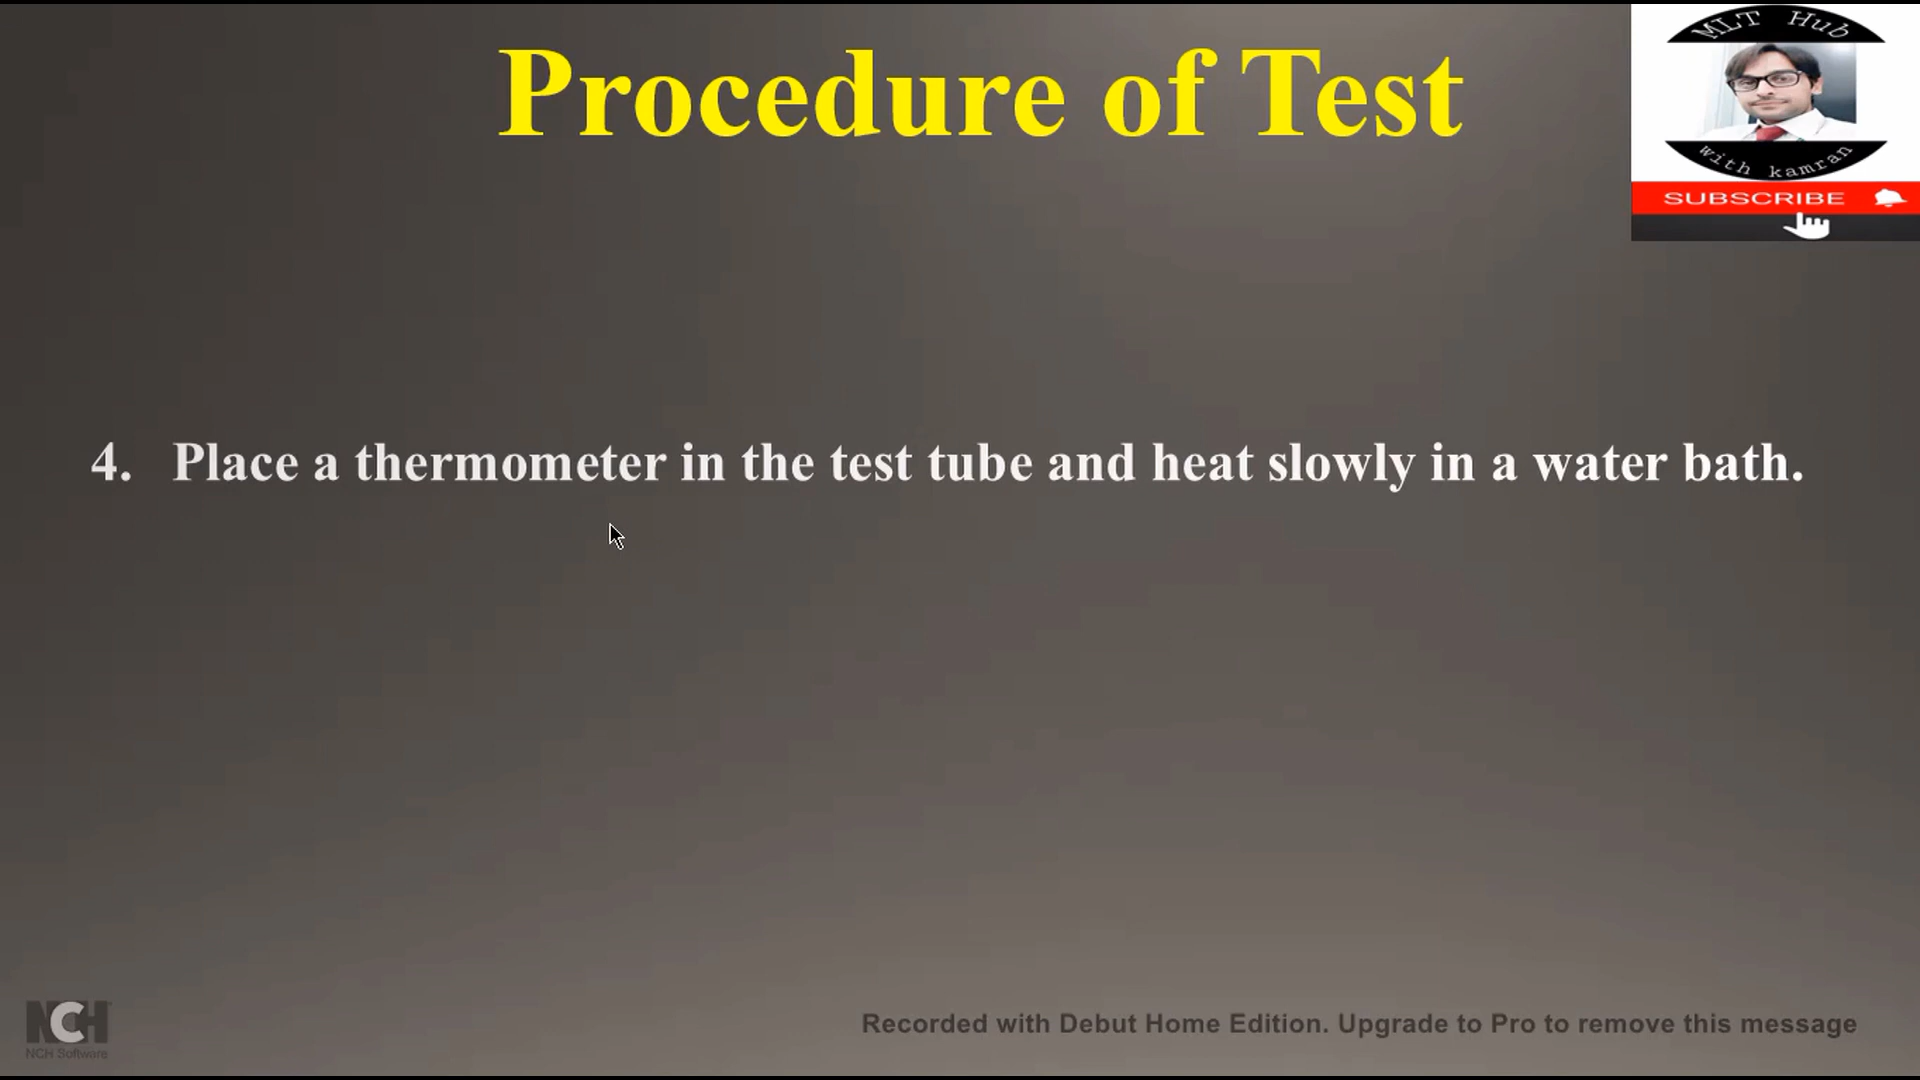 Procedure of Test
MLT Hub
with kamran
SUBSCRIBE
4. Place a thermometer in the test tube and heat slowly in a water bath.
NCH
NCH Software
Recorded with Debut Home Edition. Upgrade to Pro to remove this message